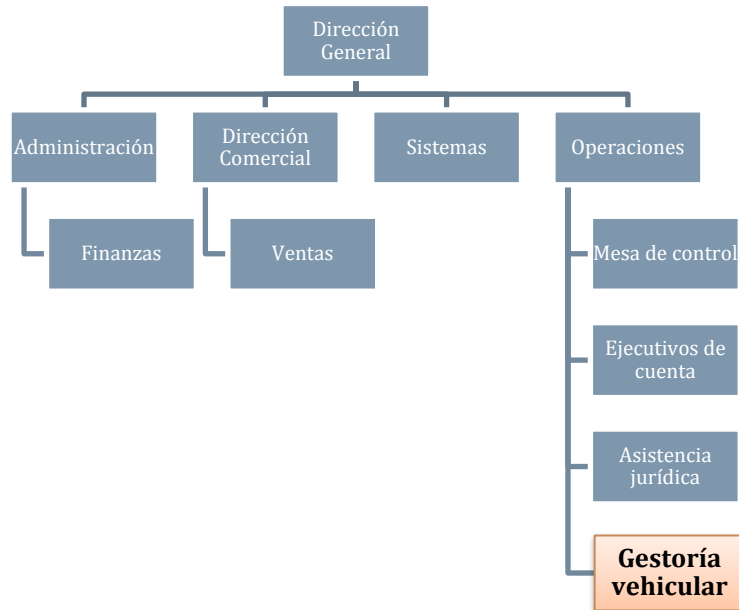 Dirección
General
Administración
Dirección
Comercial
Sistemas
Operaciones
Finanzas
Ventas
Mesa de control
Ejecutivos de
cuenta
Asistencia
jurídica
Gestoría
vehicular